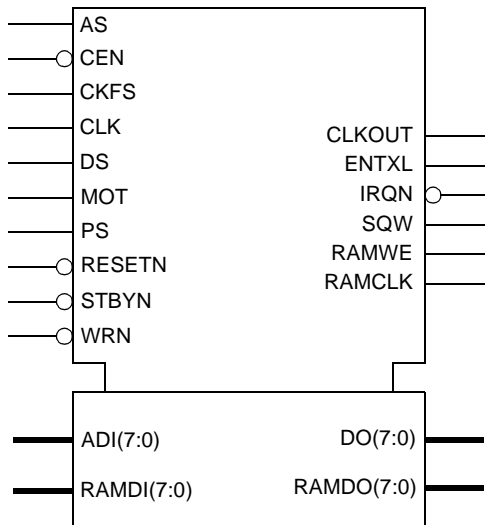 AS
CEN
CKFS
CLK
DS
MOT
PS
RESETN
STBYN
WRN
CLKOUT
ENTXL
IRQN
SQW
RAMWE
RAMCLK
ADI(7:0)
RAMDI(7:0)
DO(7:0)
RAMDO(7:0)